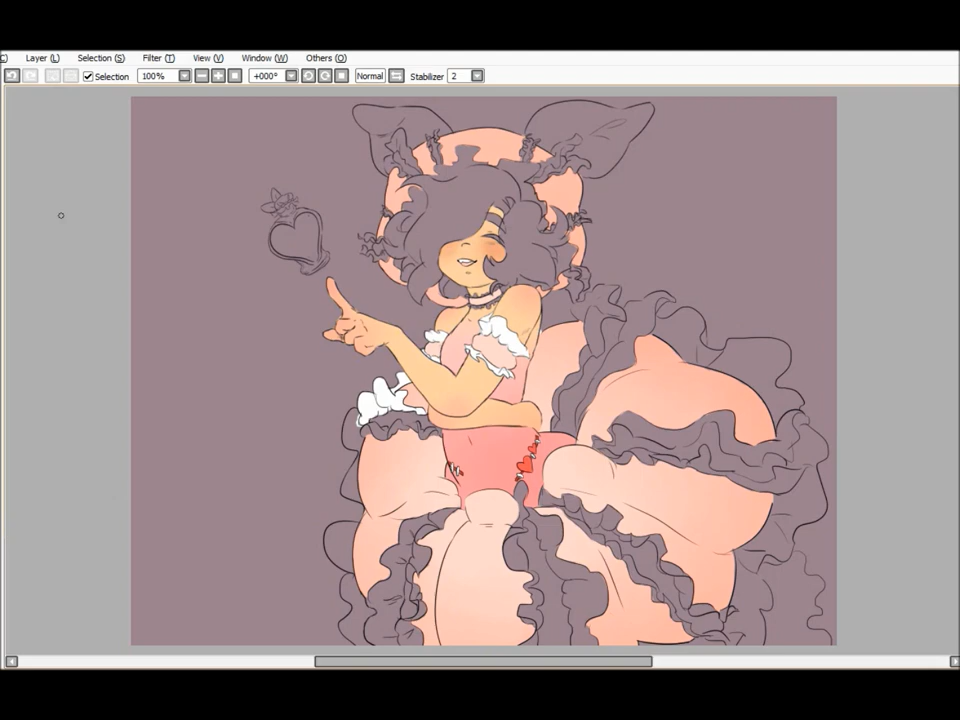 C) Layer (L) Selection (S) Filter (T) View (V) Window (W) Others (O)
Selection 100% +000° Normal Stabilizer 2